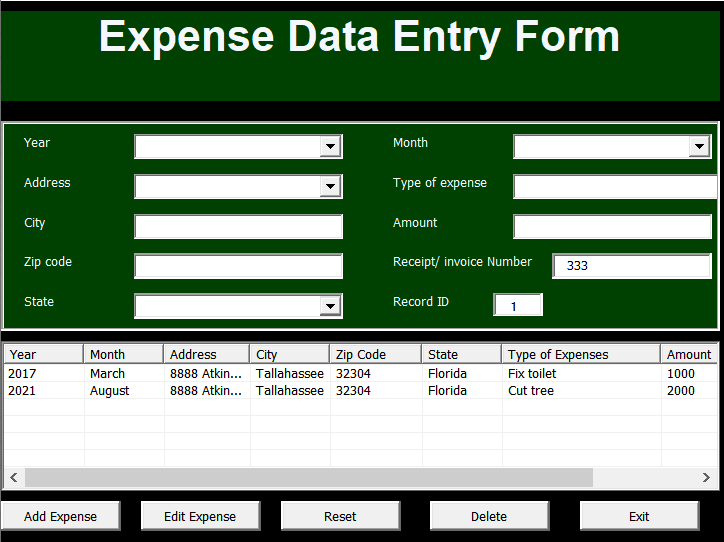 Expense Data Entry Form
Year
Month
Address
Type of expense
City
Amount
Zip code
Receipt/ invoice Number 333
State
Record ID 1
Year Month Address City Zip Code State Type of Expenses Amount
2017 March 8888 Atkin... Tallahassee 32304 Florida Fix toilet 1000
2021 August 8888 Atkin... Tallahassee 32304 Florida Cut tree 2000
Add Expense Edit Expense Reset Delete Exit